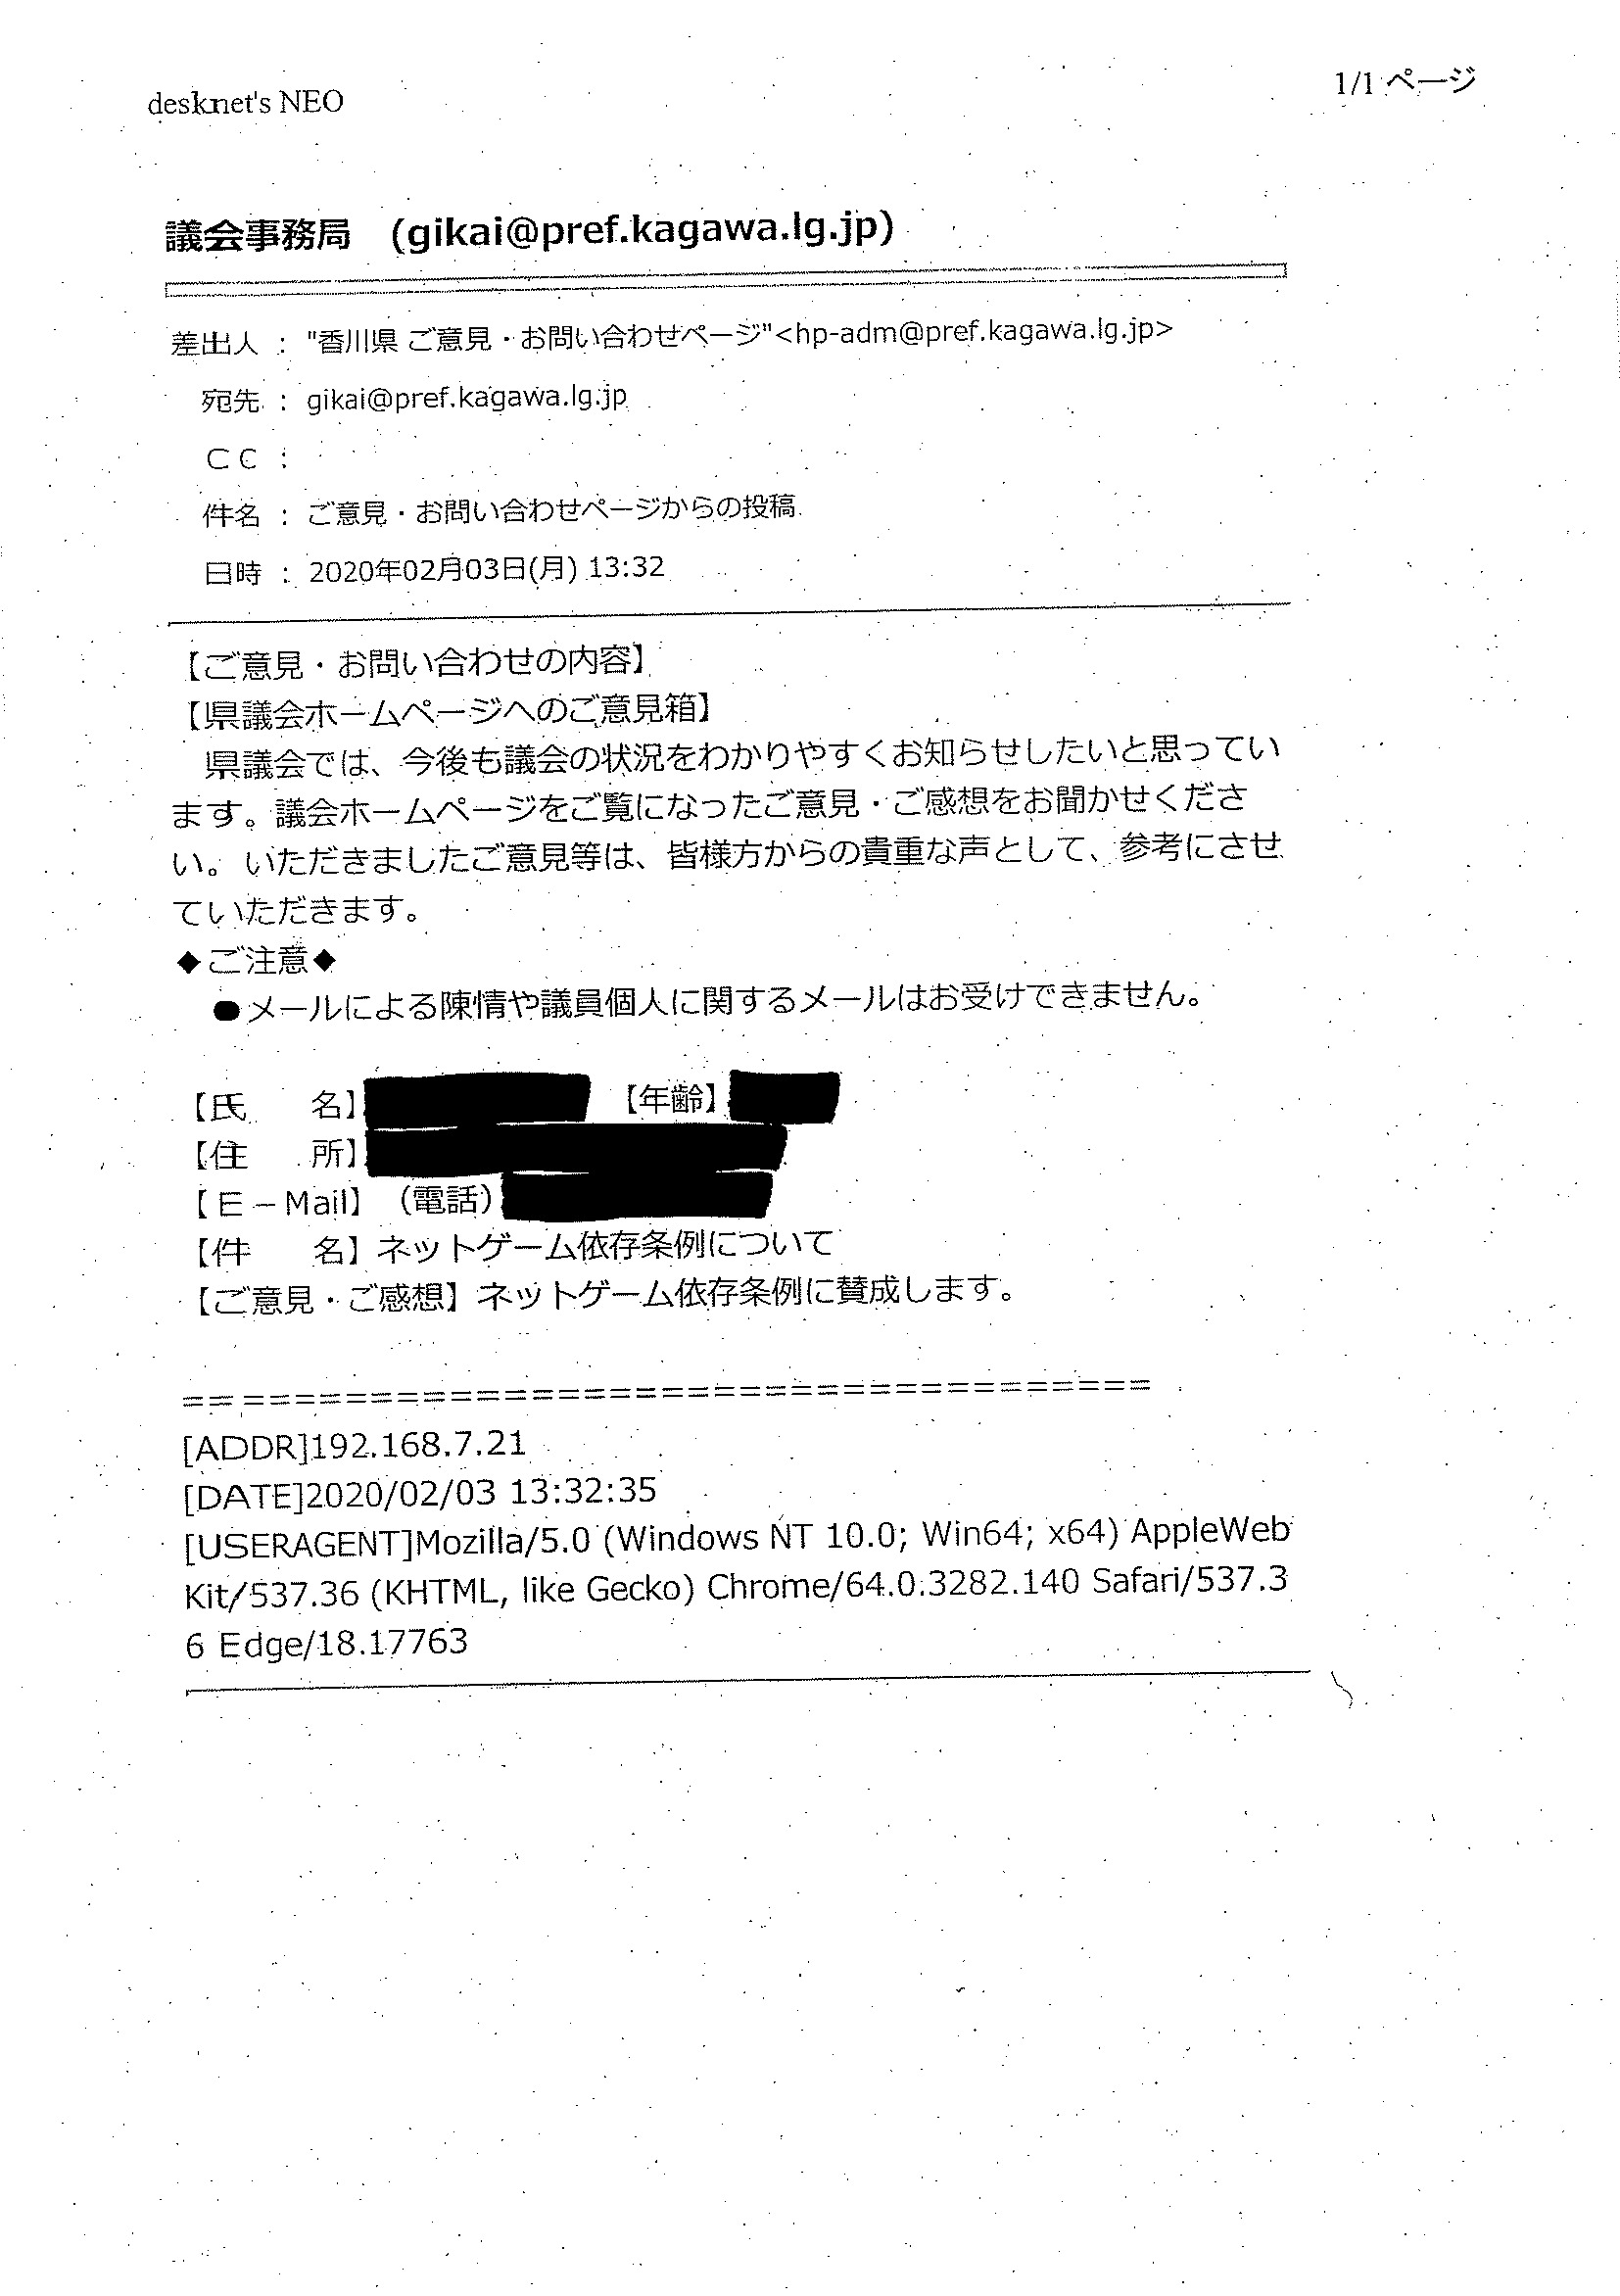 desknet's NEO
1/1 ページ
議会事務局 (gikai@pref.kagawa.lg.jp)
差出人 : "香川県 ご意見・お問い合わせページ"<hp-adm@pref.kagawa.lg.jp>
宛先 : gikai@pref.kagawa.lg.jp
CC :
件名 : ご意見・お問い合わせページからの投稿
日時 : 2020年02月03日(月) 13:32
【ご意見・お問い合わせの内容】
【県議会ホームページへのご意見箱】
県議会では、今後も議会の状況をわかりやすくお知らせしたいと思ってい
ます。議会ホームページをご覧になったご意見・ご感想をお聞かせくださ
い。いただきましたご意見等は、皆様方からの貴重な声として、参考にさせ
ていただきます。
◆ご注意◆
●メールによる陳情や議員個人に関するメールはお受けできません。
【氏 名】 【年齢】
【住 所】
【E－Mail】（電話）
【件 名】ネットゲーム依存条例について
【ご意見・ご感想】ネットゲーム依存条例に賛成します。
======================================
[ADDR]192.168.7.21
[DATE]2020/02/03 13:32:35
[USERAGENT]Mozilla/5.0 (Windows NT 10.0; Win64; x64) AppleWeb
Kit/537.36 (KHTML, like Gecko) Chrome/64.0.3282.140 Safari/537.3
6 Edge/18.17763